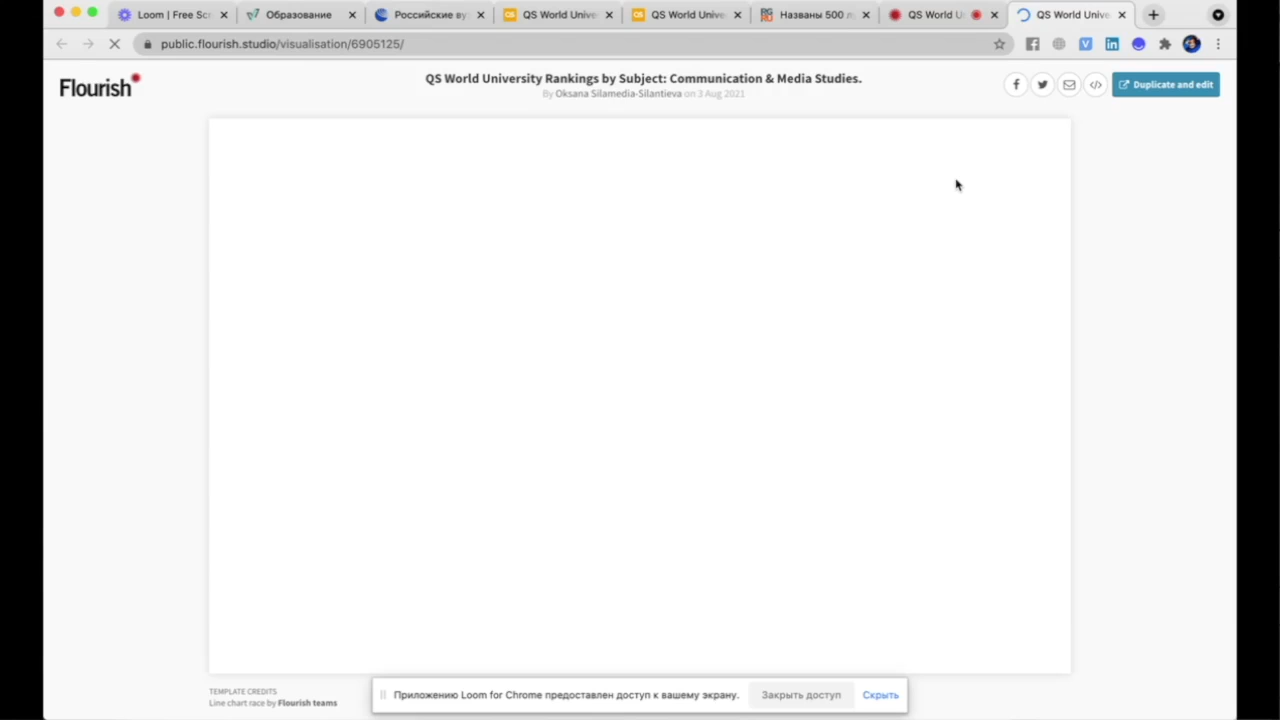 Loom | Free Scr
Образование
Российские ву
QS World Unive
QS World Unive
Названы 500 л
QS World U
QS World Unive
public.flourish.studio/visualisation/6905125/
Flourish
QS World University Rankings by Subject: Communication & Media Studies.
By Oksana Silamedia-Silantieva on 3 Aug 2021
Duplicate and edit
TEMPLATE CREDITS
Line chart race by Flourish teams
Приложению Loom for Chrome предоставлен доступ к вашему экрану.
Закрыть доступ
Скрыть